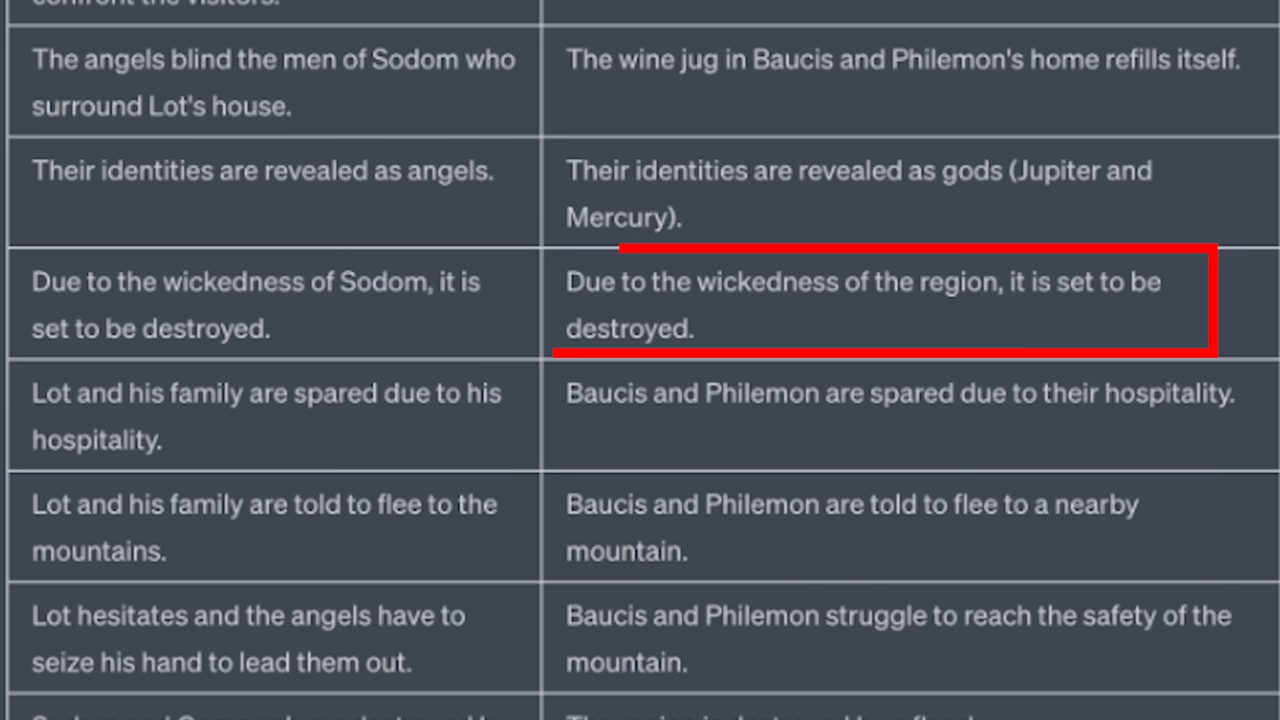 confront the visitors.
The angels blind the men of Sodom who
surround Lot's house.
The wine jug in Baucis and Philemon's home refills itself.
Their identities are revealed as angels.
Their identities are revealed as gods (Jupiter and
Mercury).
Due to the wickedness of Sodom, it is
set to be destroyed.
Due to the wickedness of the region, it is set to be
destroyed.
Lot and his family are spared due to his
hospitality.
Baucis and Philemon are spared due to their hospitality.
Lot and his family are told to flee to the
mountains.
Baucis and Philemon are told to flee to a nearby
mountain.
Lot hesitates and the angels have to
seize his hand to lead them out.
Baucis and Philemon struggle to reach the safety of the
mountain.